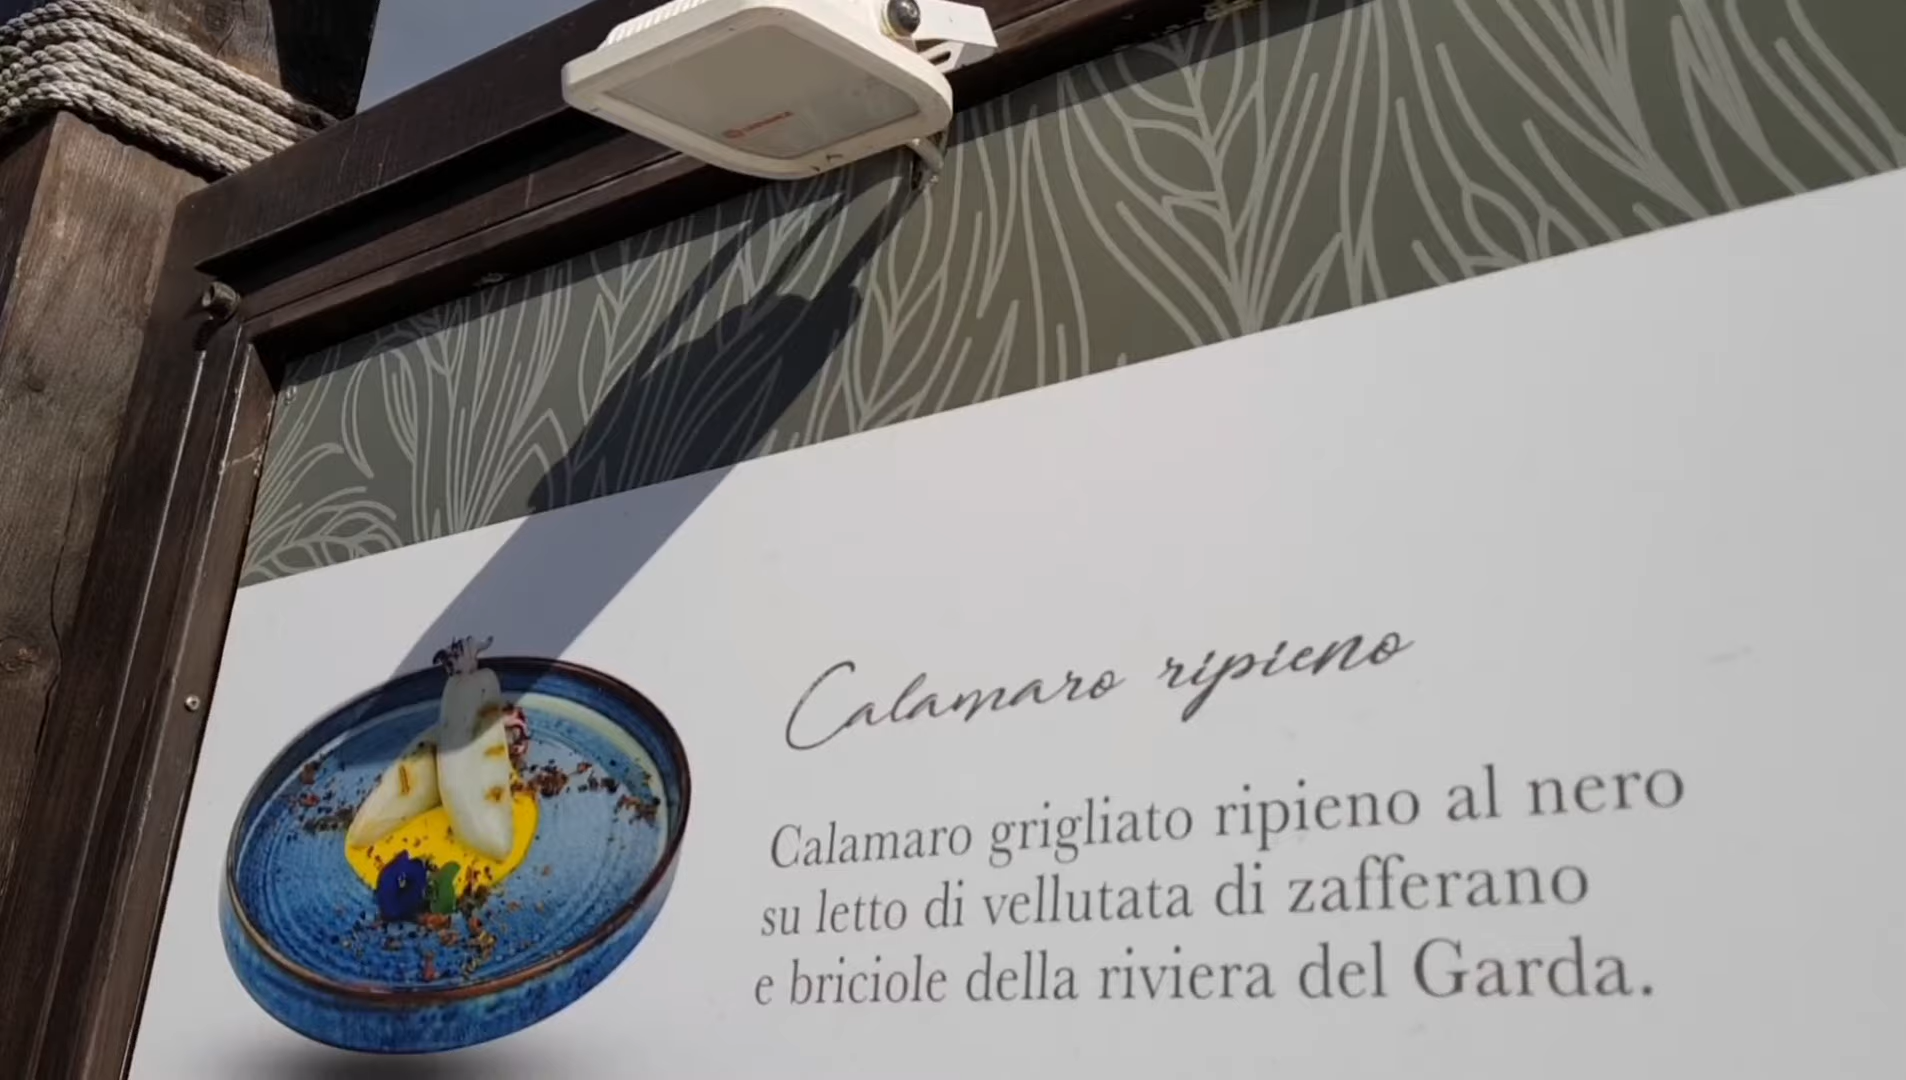 Calamaro ripieno
Calamaro grigliato ripieno al nero
su letto di vellutata di zafferano
e briciole della riviera del Garda.